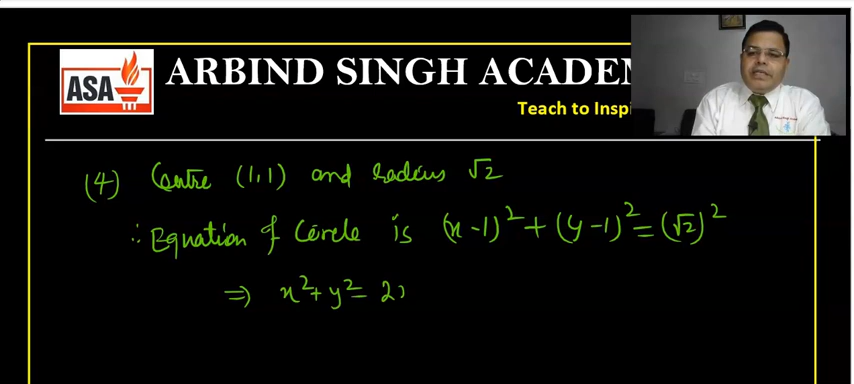 ASA
ARBIND SINGH ACADEM
Teach to Inspi
(4) Centre (1,1) and radius √2
∴ Equation of Circle is (x-1)² + (y-1)² = (√2)²
⇒ x² + y² = 2